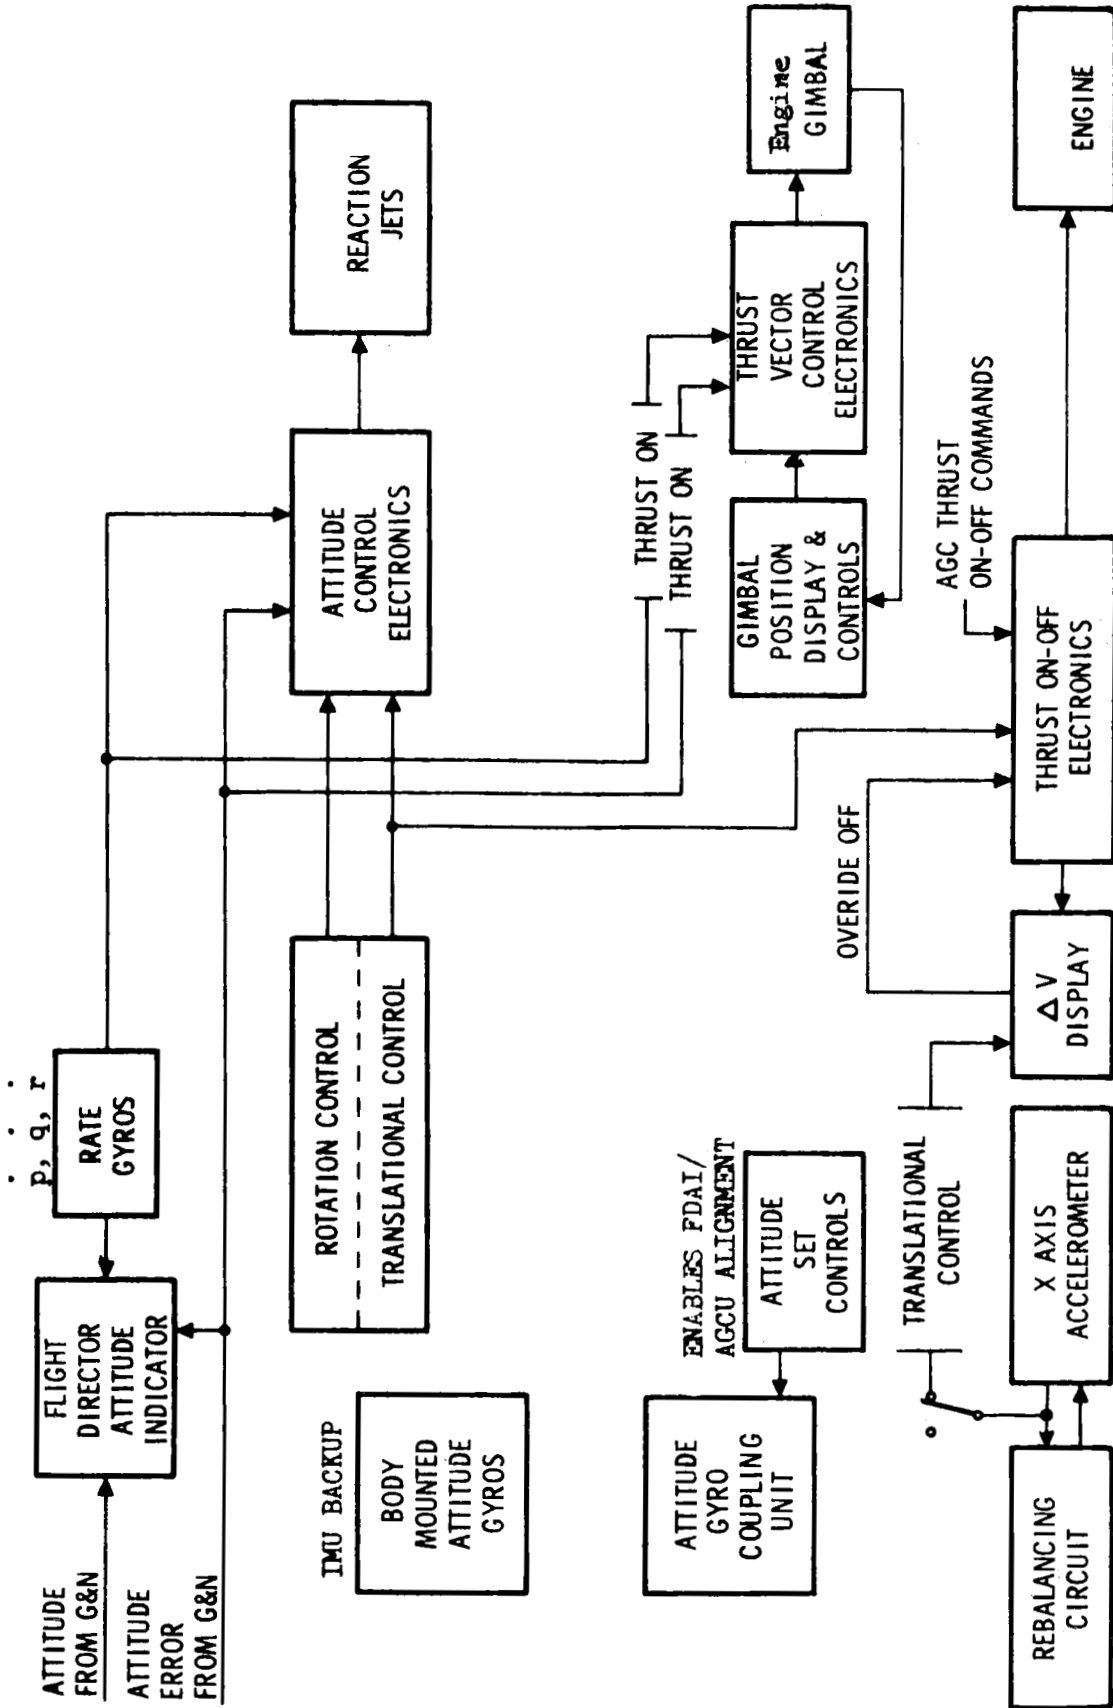 ATTITUDE
FROM G&N
ATTITUDE
ERROR
FROM G&N
FLIGHT
DIRECTOR
ATTITUDE
INDICATOR
ṗ, q̇, ṙ
RATE
GYROS
IMU BACKUP
BODY
MOUNTED
ATTITUDE
GYROS
ROTATION CONTROL
TRANSLATIONAL CONTROL
ATTITUDE
CONTROL
ELECTRONICS
REACTION
JETS
ATTITUDE
GYRO
COUPLING
UNIT
ENABLES FDAI/
AGCU ALIGNMENT
ATTITUDE
SET
CONTROLS
THRUST ON
THRUST ON
GIMBAL
POSITION
DISPLAY &
CONTROLS
THRUST
VECTOR
CONTROL
ELECTRONICS
Engine
GIMBAL
REBALANCING
CIRCUIT
TRANSLATIONAL
CONTROL
X AXIS
ACCELEROMETER
OVERIDE OFF
Δ V
DISPLAY
AGC THRUST
ON-OFF COMMANDS
THRUST ON-OFF
ELECTRONICS
ENGINE